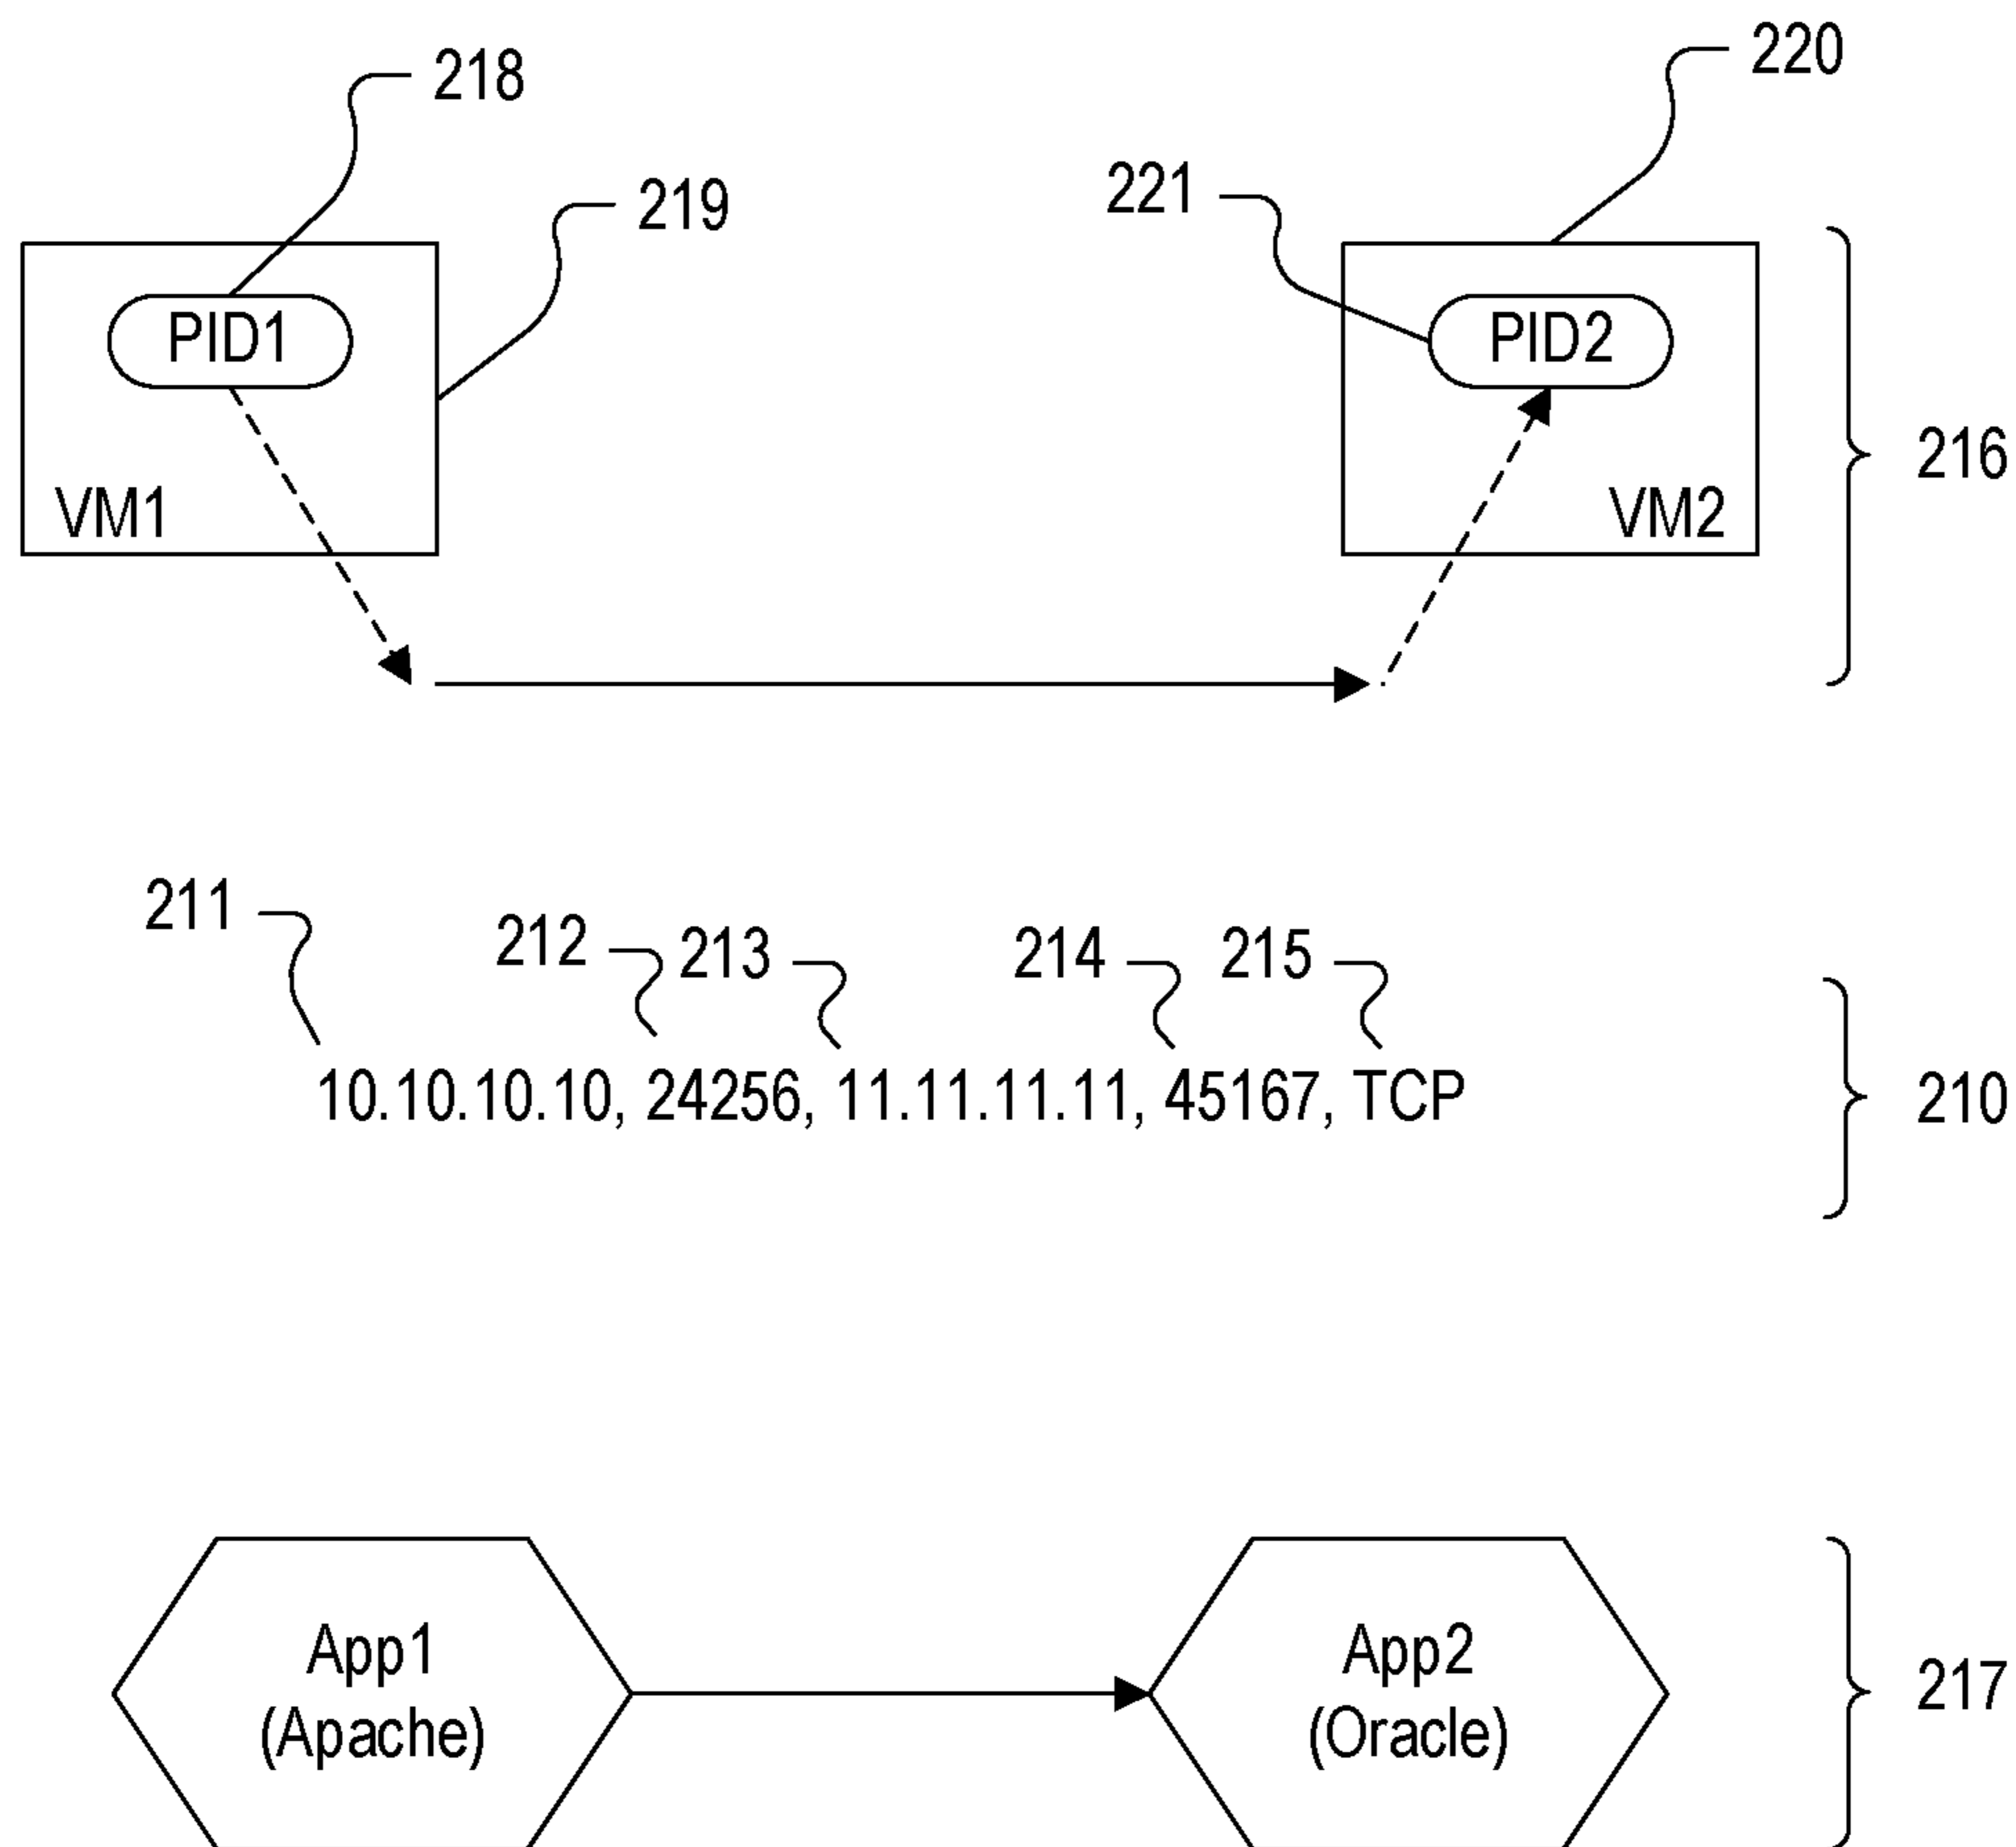 220
218
221
219
PID1
PID2
216
VM1
VM2
211
212
213
214
215
10.10.10.10, 24256, 11.11.11.11, 45167, TCP
210
App1
(Apache)
App2
(Oracle)
217